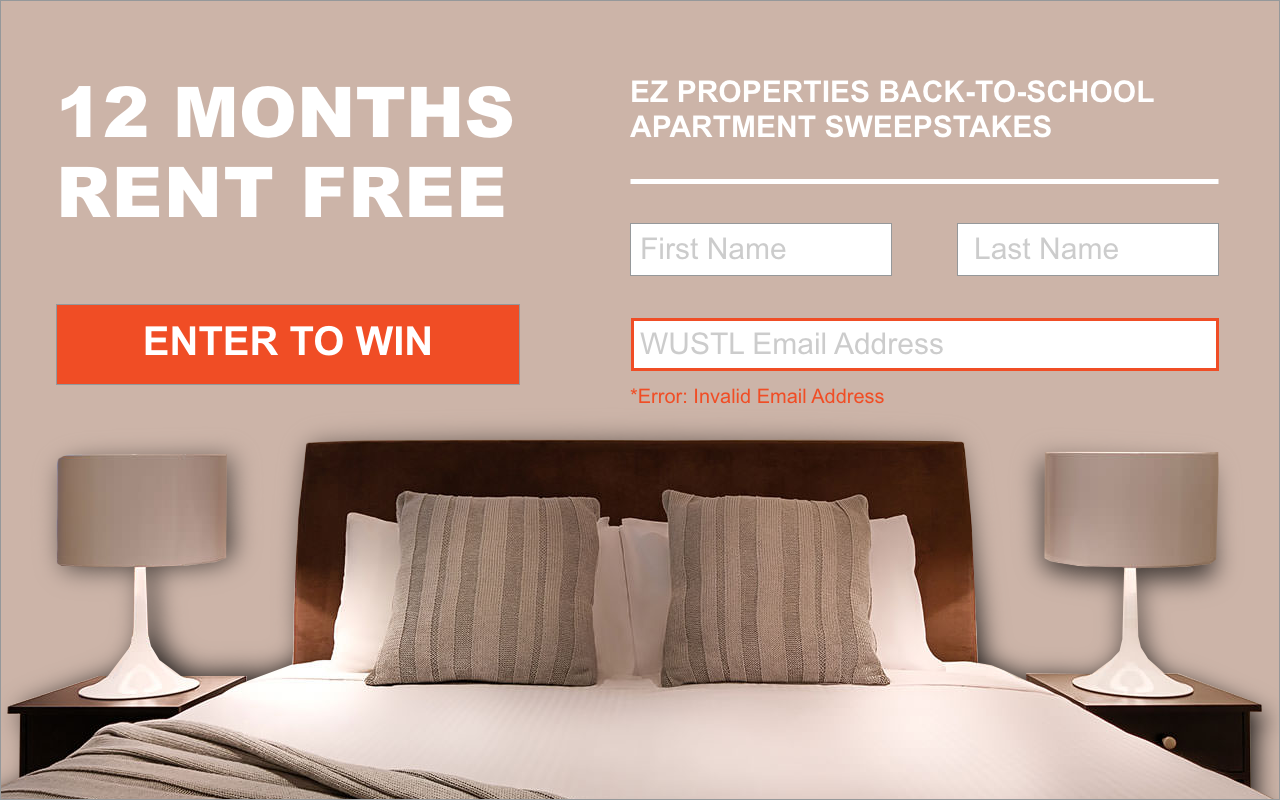 12 MONTHS
RENT FREE
ENTER TO WIN
EZ PROPERTIES BACK-TO-SCHOOL
APARTMENT SWEEPSTAKES
First Name
Last Name
WUSTL Email Address
*Error: Invalid Email Address